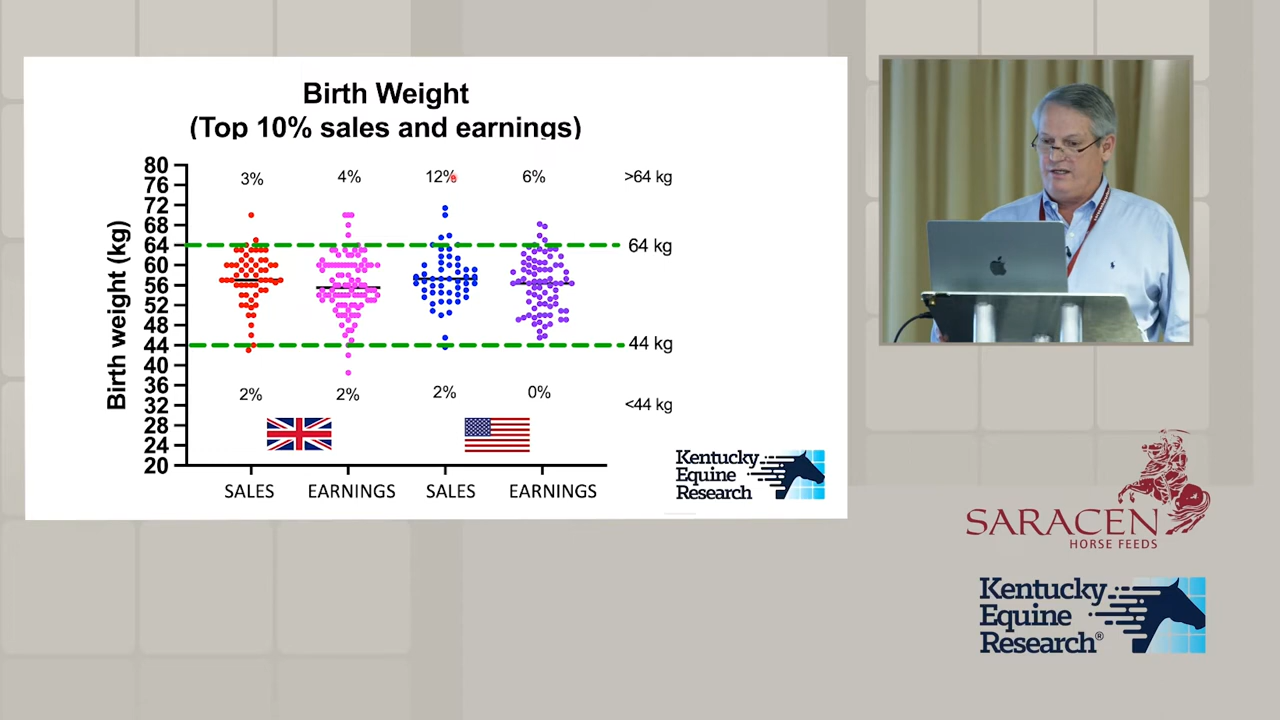 Birth Weight
(Top 10% sales and earnings)
Birth weight (kg)
80
76
72
68
64
60
56
52
48
44
40
36
32
28
24
20
3%
4%
12%
6%
>64 kg
64 kg
44 kg
2%
2%
2%
0%
<44 kg
SALES
EARNINGS
SALES
EARNINGS
Kentucky
Equine
Research
SARACEN
HORSE FEEDS
Kentucky
Equine
Research®